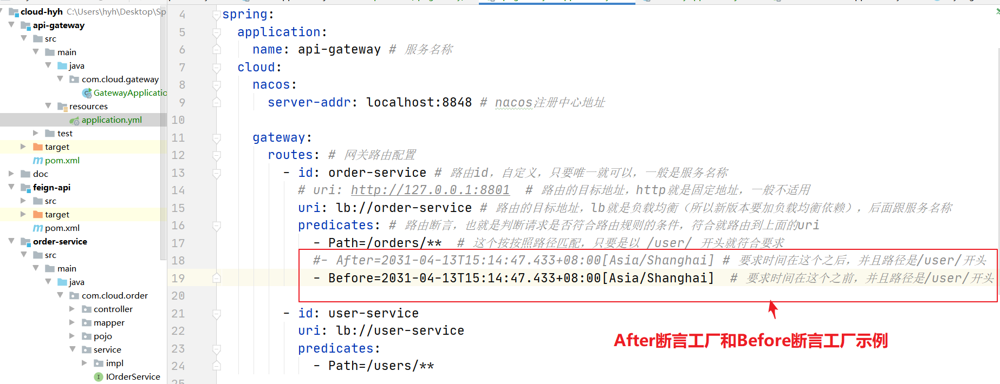 cloud-hyh C:\Users\hyh\Desktop\Sp
api-gateway
src
main
java
com.cloud.gateway
GatewayApplicatio
resources
application.yml
test
target
pom.xml
doc
feign-api
src
target
pom.xml
order-service
src
main
java
com.cloud.order
controller
mapper
pojo
service
impl
IOrderService
4 spring:
5 application:
6 name: api-gateway # 服务名称
7 cloud:
8 nacos:
9 server-addr: localhost:8848 # nacos注册中心地址
10
11 gateway:
12 routes: # 网关路由配置
13 - id: order-service # 路由id，自定义，只要唯一就可以，一般是服务名称
14 # uri: http://127.0.0.1:8801 # 路由的目标地址，http就是固定地址，一般不适用
15 uri: lb://order-service # 路由的目标地址，lb就是负载均衡（所以新版本要加负载均衡依赖），后面跟服务名称
16 predicates: # 路由断言，也就是判断请求是否符合路由规则的条件，符合就路由到上面的uri
17 - Path=/orders/** # 这个按按照路径匹配，只要是以 /user/ 开头就符合要求
18 #- After=2031-04-13T15:14:47.433+08:00[Asia/Shanghai] # 要求时间在这个之后，并且路径是/user/开头
19 - Before=2031-04-13T15:14:47.433+08:00[Asia/Shanghai] # 要求时间在这个之前，并且路径是/user/开头
20
21 - id: user-service
22 uri: lb://user-service
23 predicates:
24 - Path=/users/**
25
After断言工厂和Before断言工厂示例